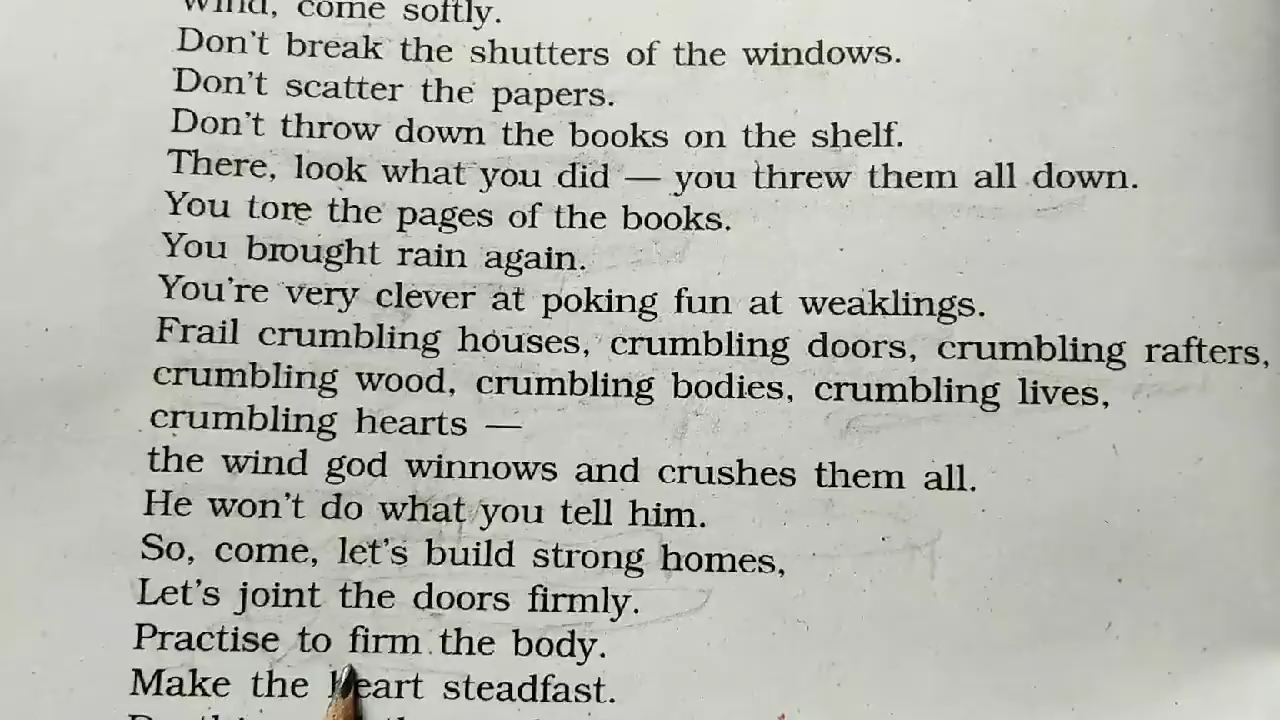 Wind, come softly.
Don't break the shutters of the windows.
Don't scatter the papers.
Don't throw down the books on the shelf.
There, look what you did — you threw them all down.
You tore the pages of the books.
You brought rain again.
You're very clever at poking fun at weaklings.
Frail crumbling houses, crumbling doors, crumbling rafters,
crumbling wood, crumbling bodies, crumbling lives,
crumbling hearts —
the wind god winnows and crushes them all.
He won't do what you tell him.
So, come, let's build strong homes,
Let's joint the doors firmly.
Practise to firm the body.
Make the heart steadfast.